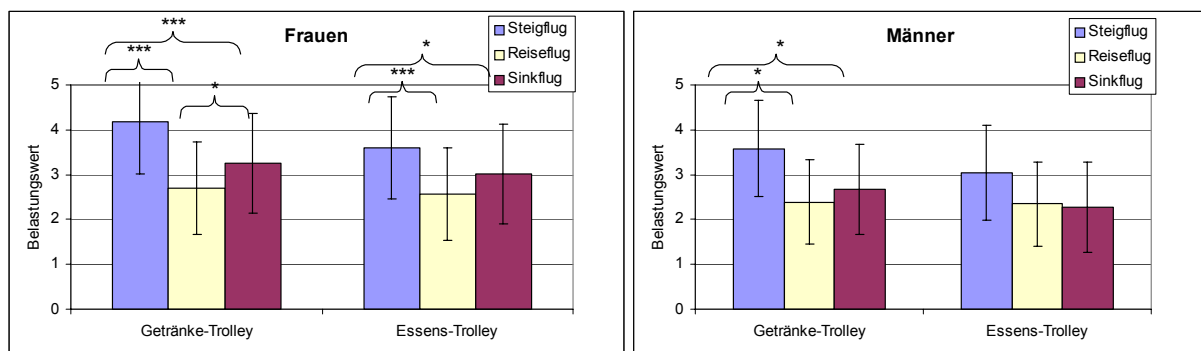 Frauen
Steigflug
Reiseflug
Sinkflug
***
***
*
*
***
Belastungswert
5
4
3
2
1
0
Getränke-Trolley
Essens-Trolley
Männer
Steigflug
Reiseflug
Sinkflug
*
*
Belastungswert
5
4
3
2
1
0
Getränke-Trolley
Essens-Trolley